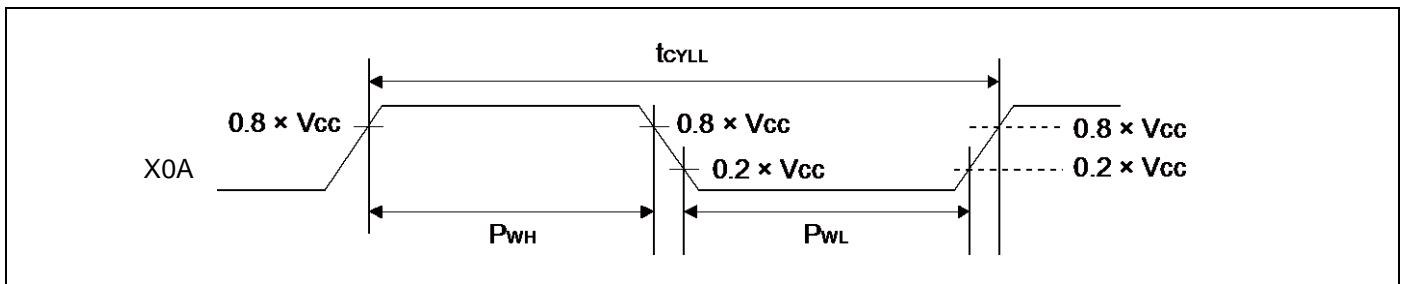 tCYLL
0.8 × Vcc
0.8 × Vcc
0.8 × Vcc
X0A
0.2 × Vcc
0.2 × Vcc
PWH
PWL